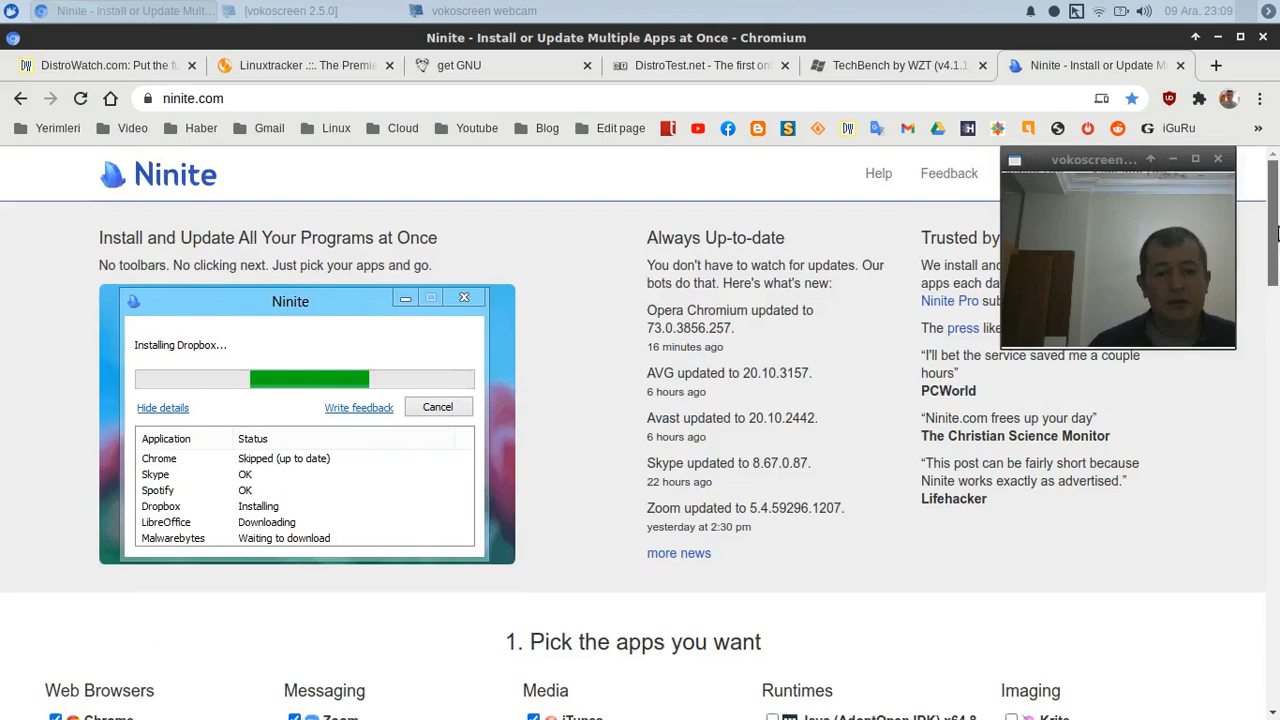 Ninite - Install or Update Mult...
[vokoscreen 2.5.0]
vokoscreen webcam
09 Ara. 23:09
Ninite - Install or Update Multiple Apps at Once - Chromium
DistroWatch.com: Put the fu
Linuxtracker .::. The Premie
get GNU
DistroTest.net - The first onl
TechBench by WZT (v4.1.1
Ninite - Install or Update M
ninite.com
Yerimleri
Video
Haber
Gmail
Linux
Cloud
Youtube
Blog
Edit page
iGuRu
»
vokoscreen...
Ninite
Help
Feedback
Install and Update All Your Programs at Once
No toolbars. No clicking next. Just pick your apps and go.
Ninite
Installing Dropbox...
Hide details
Write feedback
Cancel
Application Status
Chrome Skipped (up to date)
Skype OK
Spotify OK
Dropbox Installing
LibreOffice Downloading
Malwarebytes Waiting to download
Always Up-to-date
You don't have to watch for updates. Our
bots do that. Here's what's new:
Opera Chromium updated to
73.0.3856.257.
16 minutes ago
AVG updated to 20.10.3157.
6 hours ago
Avast updated to 20.10.2442.
6 hours ago
Skype updated to 8.67.0.87.
22 hours ago
Zoom updated to 5.4.59296.1207.
yesterday at 2:30 pm
more news
Trusted by
We install and
apps each da
Ninite Pro sub
The press like
“I'll bet the service saved me a couple
hours”
PCWorld
“Ninite.com frees up your day”
The Christian Science Monitor
“This post can be fairly short because
Ninite works exactly as advertised.”
Lifehacker
1. Pick the apps you want
Web Browsers
Messaging
Media
Runtimes
Imaging
Chrome
Zoom
iTunes
Java (AdoptOpenJDK) x64 8
Krita